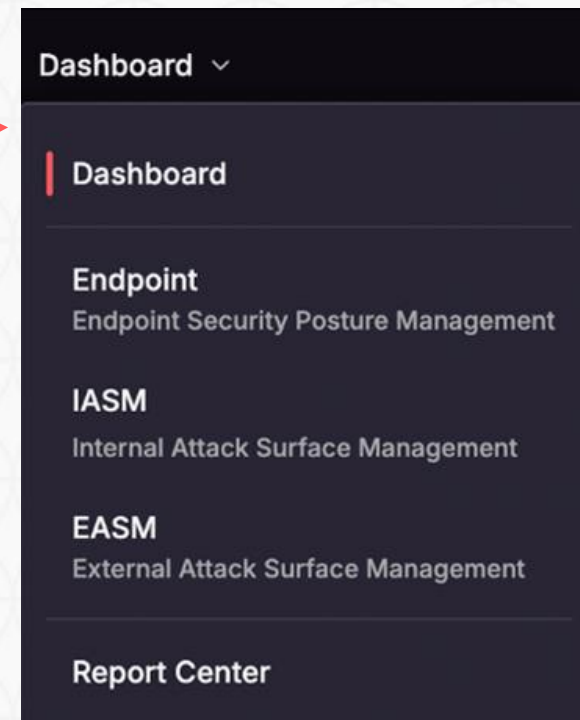 Dashboard
Dashboard
Endpoint
Endpoint Security Posture Management
IASM
Internal Attack Surface Management
EASM
External Attack Surface Management
Report Center